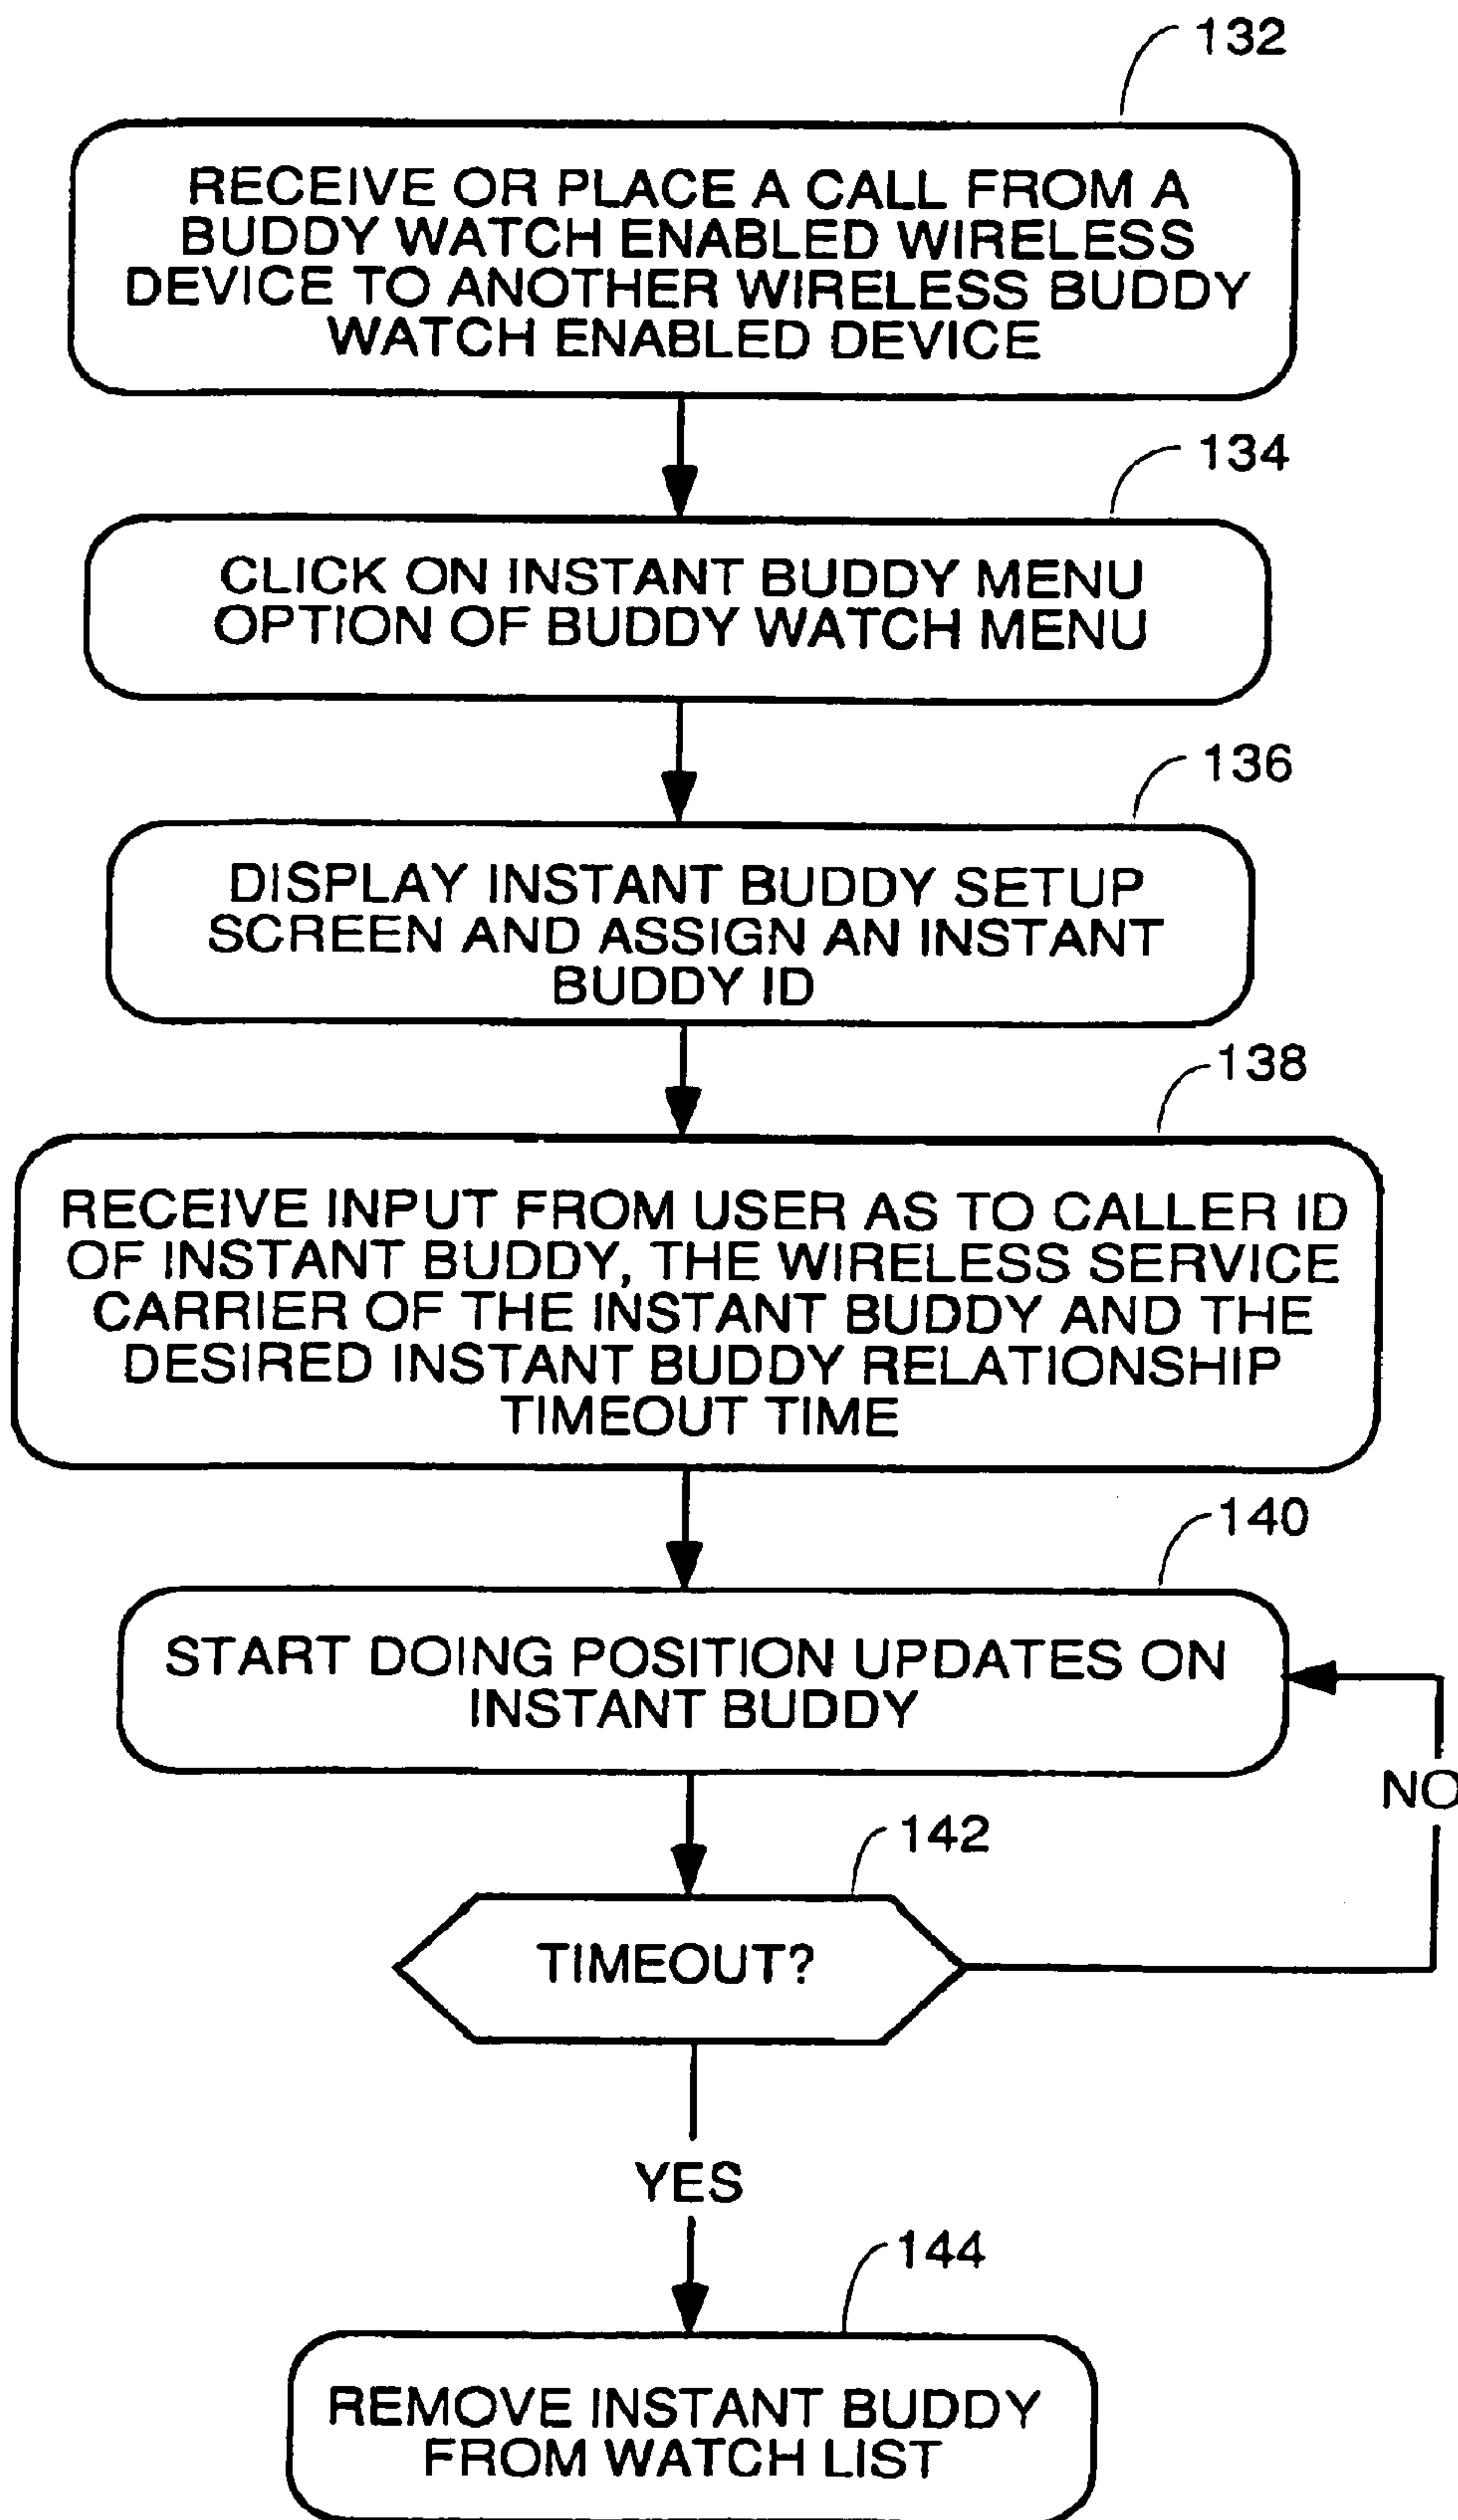 132
RECEIVE OR PLACE A CALL FROM A
BUDDY WATCH ENABLED WIRELESS
DEVICE TO ANOTHER WIRELESS BUDDY
WATCH ENABLED DEVICE
134
CLICK ON INSTANT BUDDY MENU
OPTION OF BUDDY WATCH MENU
136
DISPLAY INSTANT BUDDY SETUP
SCREEN AND ASSIGN AN INSTANT
BUDDY ID
138
RECEIVE INPUT FROM USER AS TO CALLER ID
OF INSTANT BUDDY, THE WIRELESS SERVICE
CARRIER OF THE INSTANT BUDDY AND THE
DESIRED INSTANT BUDDY RELATIONSHIP
TIMEOUT TIME
140
START DOING POSITION UPDATES ON
INSTANT BUDDY
NO
142
TIMEOUT?
YES
144
REMOVE INSTANT BUDDY
FROM WATCH LIST